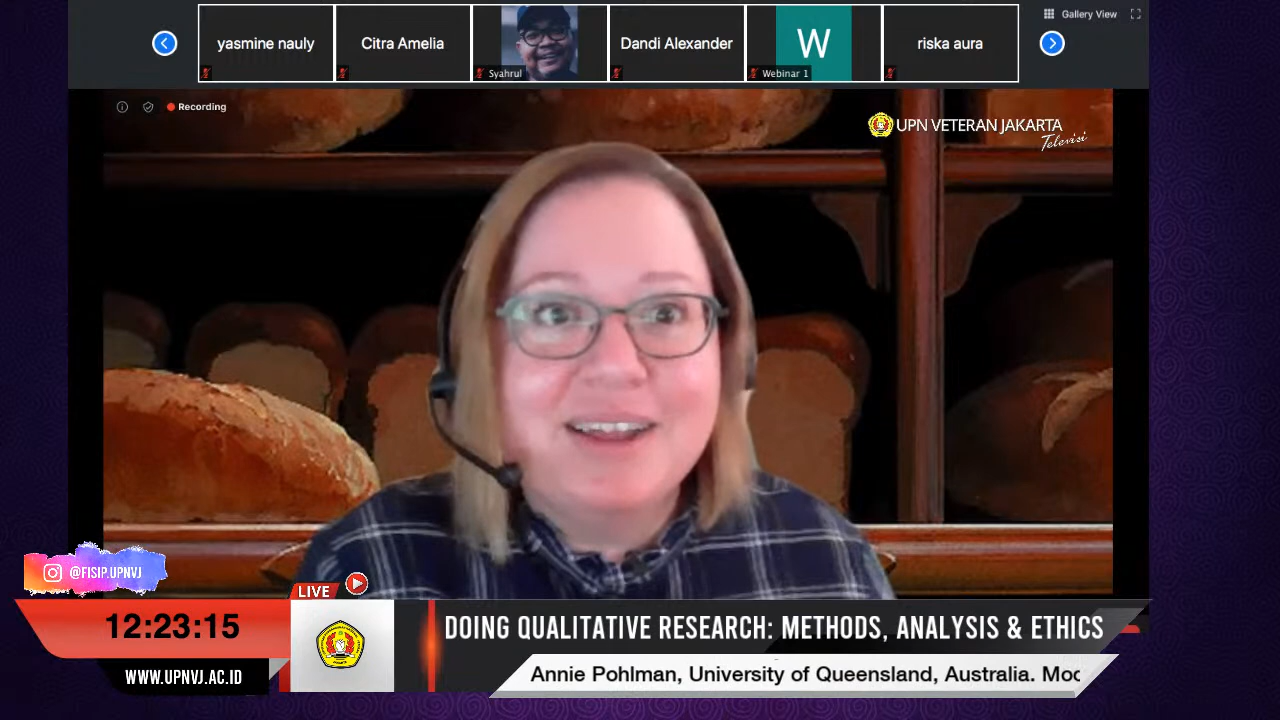 Gallery View
yasmine nauly
Citra Amelia
Syahrul
Dandi Alexander
W
Webinar 1
riska aura
Recording
UPN VETERAN JAKARTA
Televisi
@FISIP.UPNVJ
LIVE
12:23:15
DOING QUALITATIVE RESEARCH: METHODS, ANALYSIS & ETHICS
WWW.UPNVJ.AC.ID
Annie Pohlman, University of Queensland, Australia. Moc